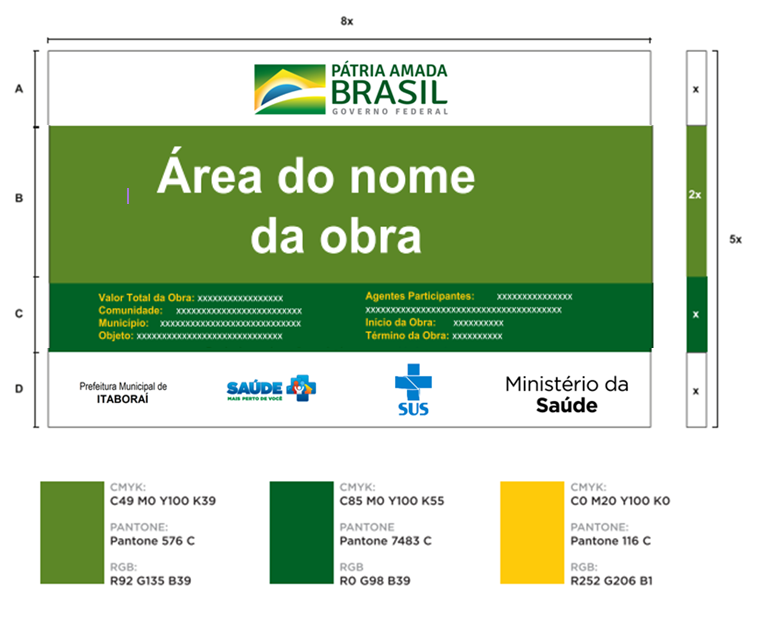 8x
A
PÁTRIA AMADA
BRASIL
GOVERNO FEDERAL
x
B
Área do nome
da obra
2x
5x
C
Valor Total da Obra: xxxxxxxxxxxxxxxxx
Comunidade: xxxxxxxxxxxxxxxxxxxxxxxxx
Município: xxxxxxxxxxxxxxxxxxxxxxxxxxxx
Objeto: xxxxxxxxxxxxxxxxxxxxxxxxxxxxx
Agentes Participantes: xxxxxxxxxxxxxxx
xxxxxxxxxxxxxxxxxxxxxxxxxxxxxxxxxxxxxxx
Início da Obra: xxxxxxxxxx
Término da Obra: xxxxxxxxxx
x
D
Prefeitura Municipal de
ITABORAÍ
SAÚDE
MAIS PERTO DE VOCÊ
SUS
Ministério da
Saúde
x
CMYK:
C49 M0 Y100 K39
PANTONE:
Pantone 576 C
RGB:
R92 G135 B39
CMYK:
C85 M0 Y100 K55
PANTONE
Pantone 7483 C
RGB
R0 G98 B39
CMYK:
C0 M20 Y100 K0
PANTONE:
Pantone 116 C
RGB:
R252 G206 B1